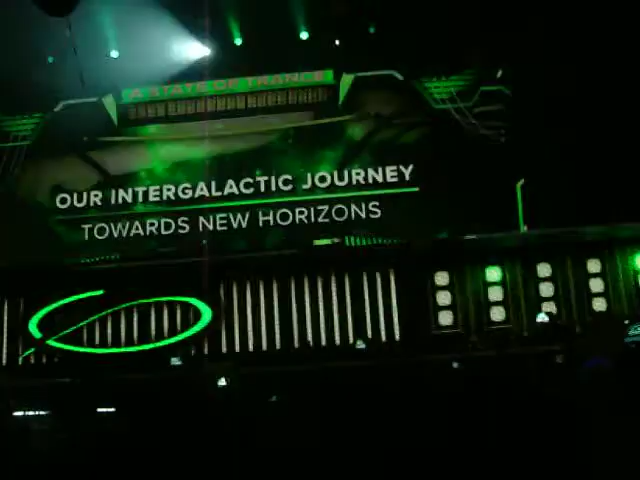 A STATE OF TRANCE
OUR INTERGALACTIC JOURNEY
TOWARDS NEW HORIZONS